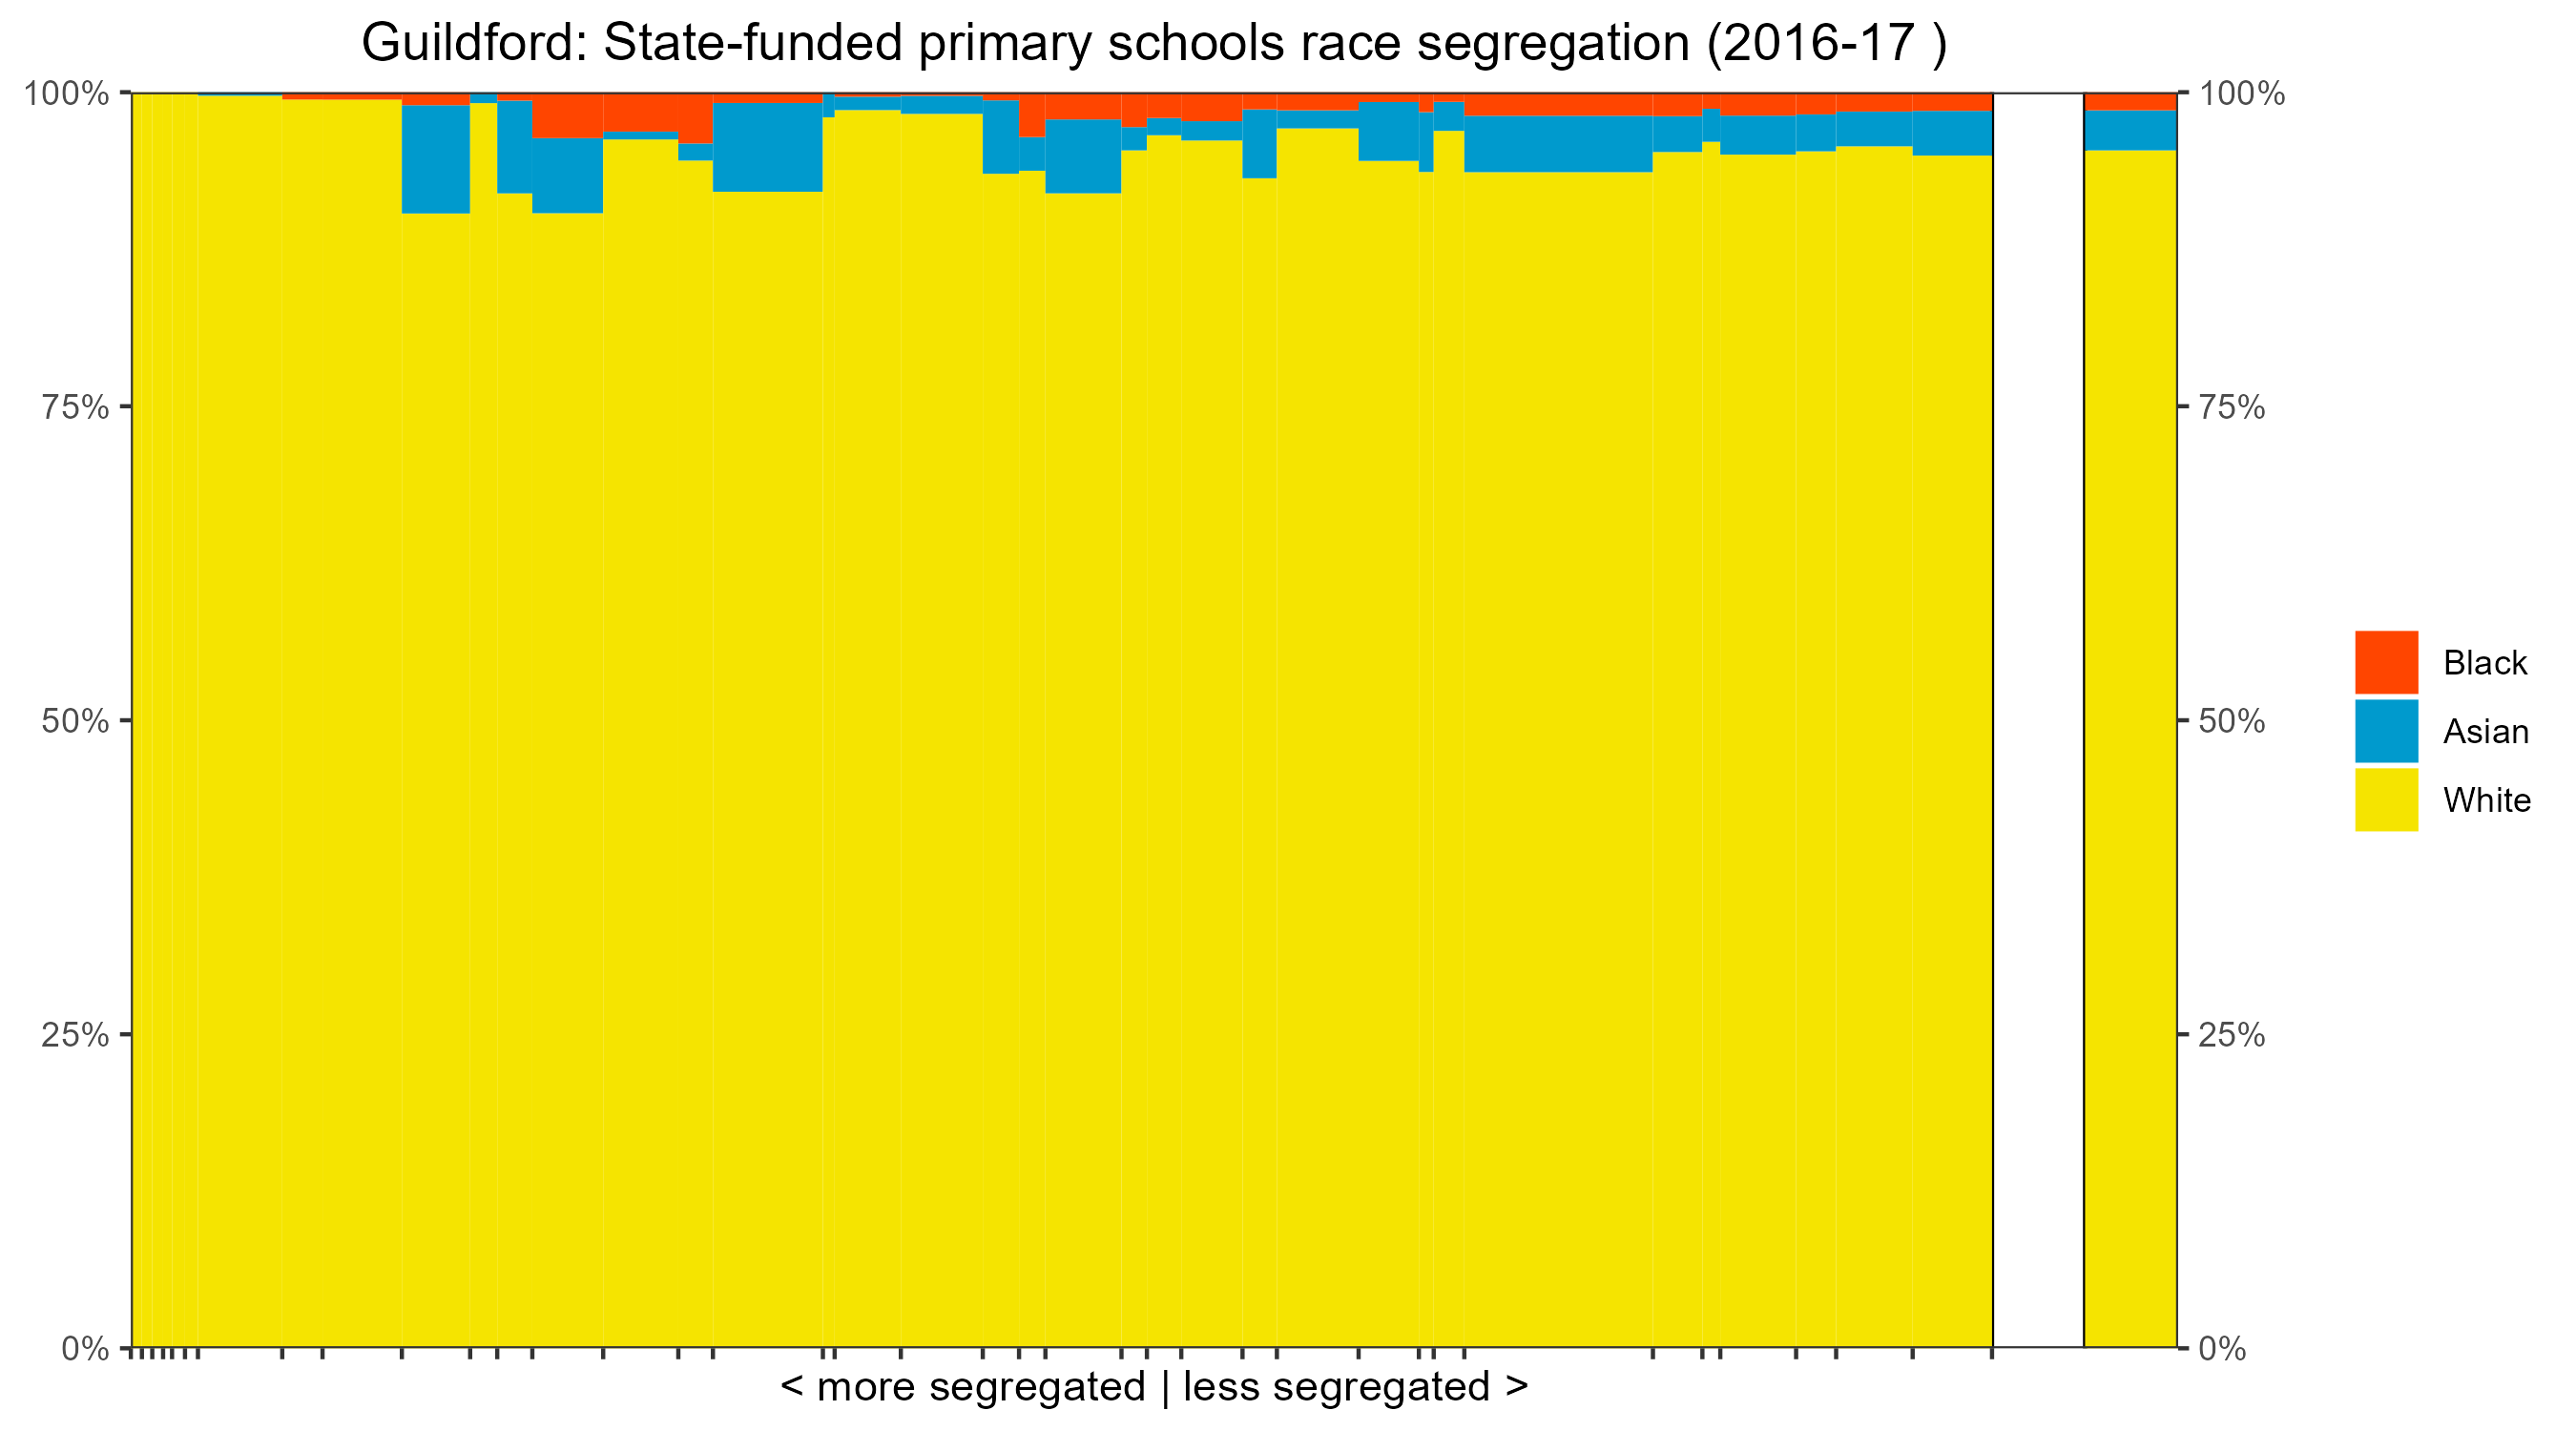 Guildford: State-funded primary schools race segregation (2016-17 )
100%
75%
50%
25%
0%
100%
75%
50%
25%
0%
Black
Asian
White
< more segregated | less segregated >